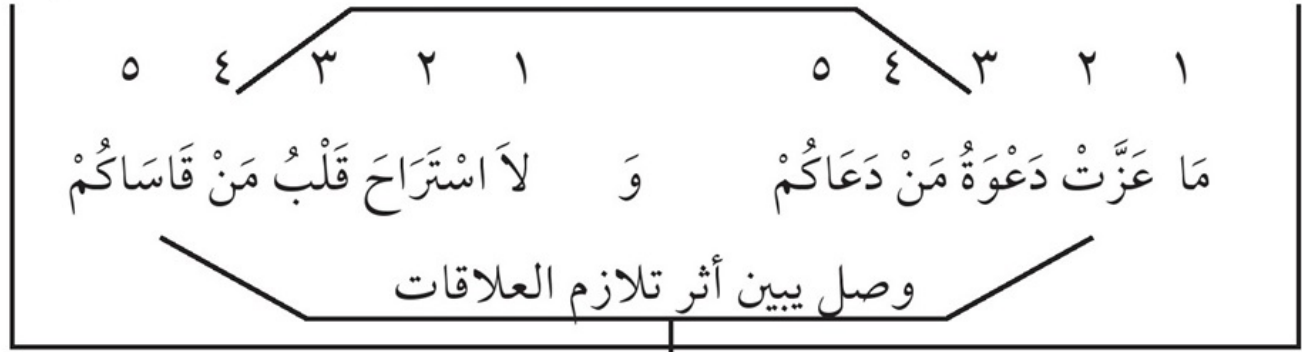 ١ ٢ ٣ ٤ ٥ ١ ٢ ٣ ٤ ٥
مَا عَزَّتْ دَعْوَةُ مَنْ دَعَاكُمْ وَ لاَ اسْتَرَاحَ قَلْبُ مَنْ قَاسَاكُمْ
وصل يبين أثر تلازم العلاقات